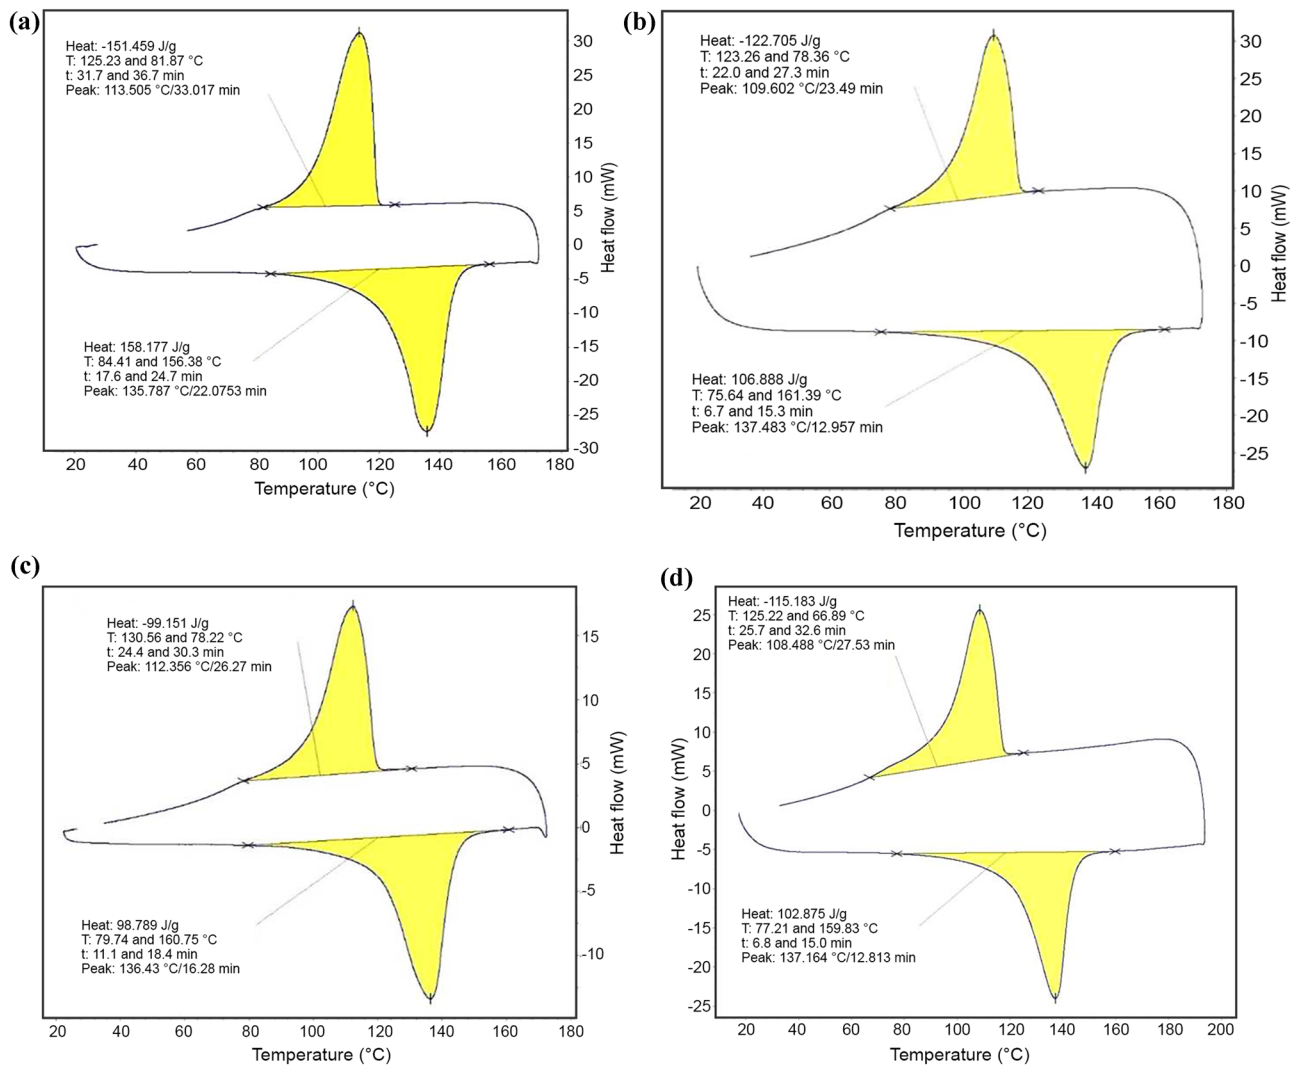 (a)
Heat: -151.459 J/g
T: 125.23 and 81.87 °C
t: 31.7 and 36.7 min
Peak: 113.505 °C/33.017 min
30
25
20
15
10
5
0
-5
-10
-15
-20
-25
-30
Heat flow (mW)
Heat: 158.177 J/g
T: 84.41 and 156.38 °C
t: 17.6 and 24.7 min
Peak: 135.787 °C/22.0753 min
20 40 60 80 100 120 140 160 180
Temperature (°C)
(b)
Heat: -122.705 J/g
T: 123.26 and 78.36 °C
t: 22.0 and 27.3 min
Peak: 109.602 °C/23.49 min
30
25
20
15
10
5
0
-5
-10
-15
-20
-25
Heat flow (mW)
Heat: 106.888 J/g
T: 75.64 and 161.39 °C
t: 6.7 and 15.3 min
Peak: 137.483 °C/12.957 min
20 40 60 80 100 120 140 160 180
Temperature (°C)
(c)
Heat: -99.151 J/g
T: 130.56 and 78.22 °C
t: 24.4 and 30.3 min
Peak: 112.356 °C/26.27 min
15
10
5
0
-5
-10
Heat flow (mW)
Heat: 98.789 J/g
T: 79.74 and 160.75 °C
t: 11.1 and 18.4 min
Peak: 136.43 °C/16.28 min
20 40 60 80 100 120 140 160 180
Temperature (°C)
(d)
Heat: -115.183 J/g
T: 125.22 and 66.89 °C
t: 25.7 and 32.6 min
Peak: 108.488 °C/27.53 min
25
20
15
10
5
0
-5
-10
-15
-20
-25
Heat flow (mW)
Heat: 102.875 J/g
T: 77.21 and 159.83 °C
t: 6.8 and 15.0 min
Peak: 137.164 °C/12.813 min
20 40 60 80 100 120 140 160 180 200
Temperature (°C)